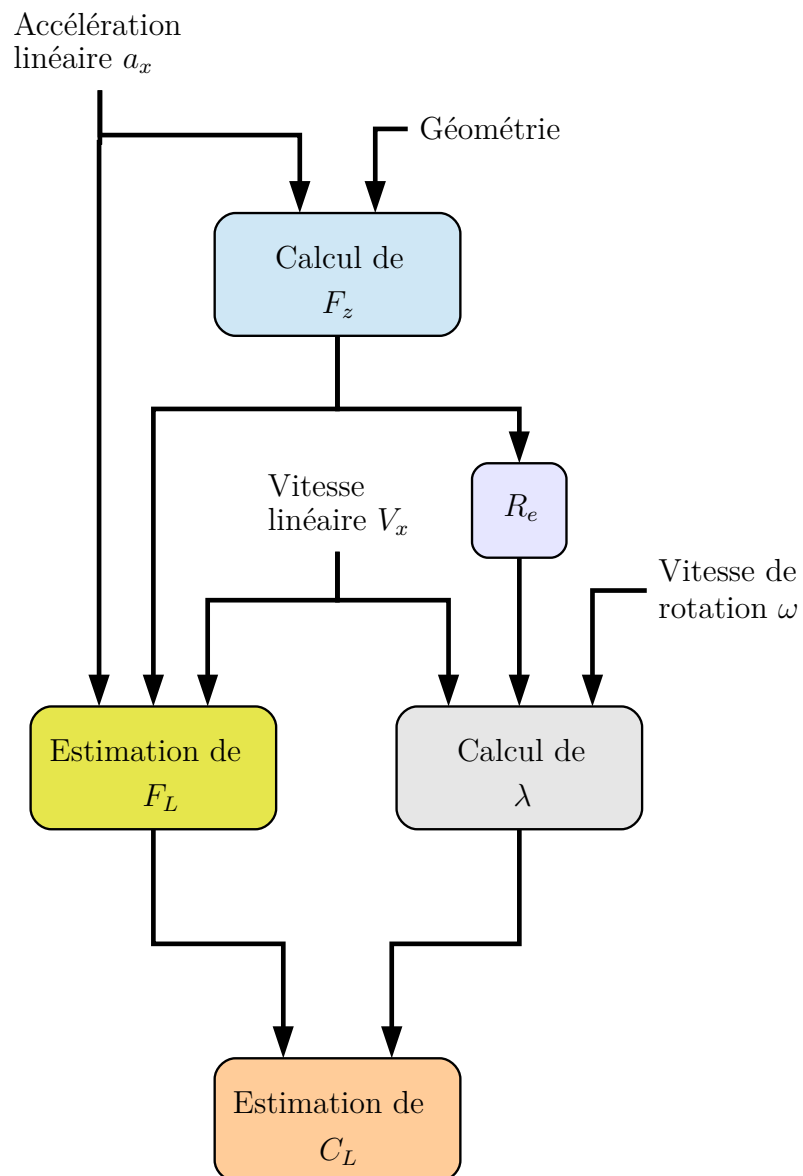 Accélération
linéaire a_x
Géométrie
Calcul de
F_z
Vitesse
linéaire V_x
R_e
Vitesse de
rotation ω
Estimation de
F_L
Calcul de
λ
Estimation de
C_L